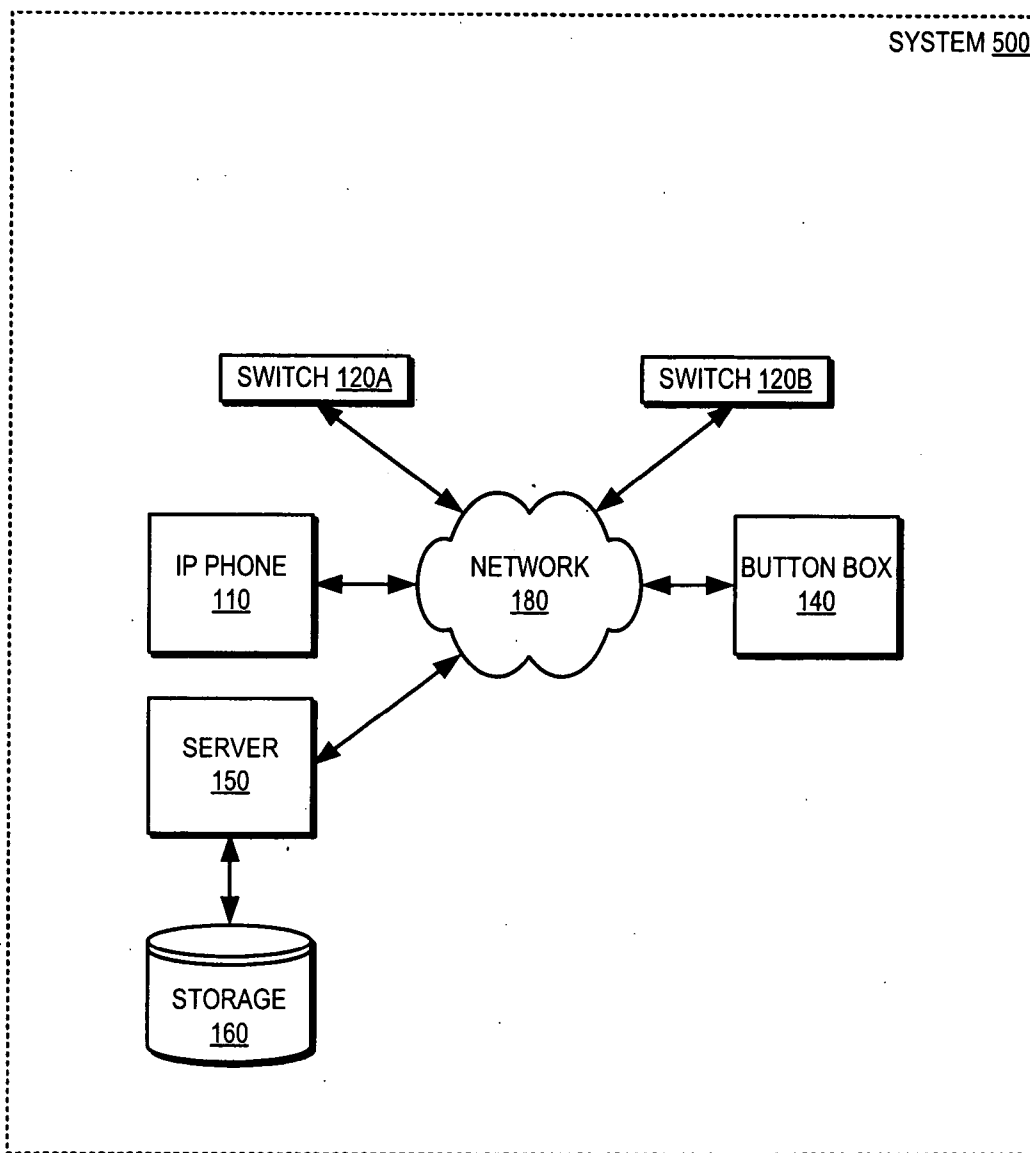 SYSTEM 500
SWITCH 120A
SWITCH 120B
IP PHONE
110
NETWORK
180
BUTTON BOX
140
SERVER
150
STORAGE
160